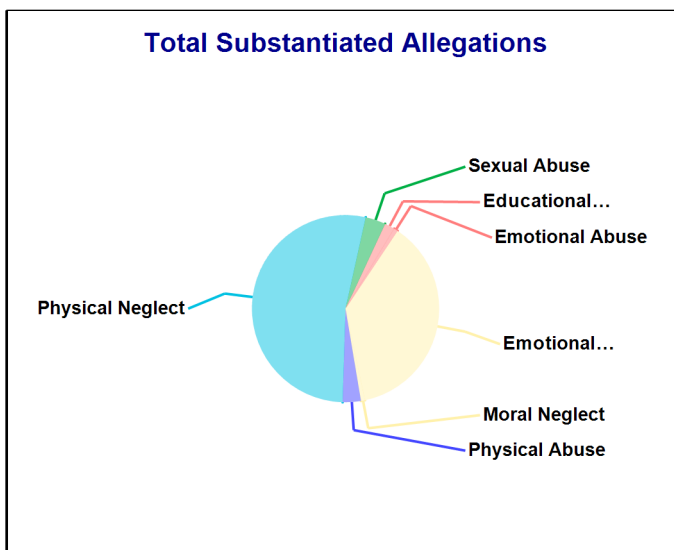 Total Substantiated Allegations
Sexual Abuse
Educational…
Emotional Abuse
Physical Neglect
Emotional…
Moral Neglect
Physical Abuse